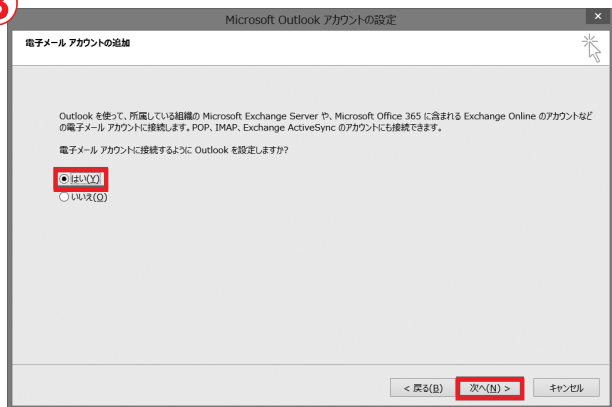 Microsoft Outlook アカウントの設定
電子メール アカウントの追加
Outlook を使って、所属している組織の Microsoft Exchange Server や、Microsoft Office 365 に含まれる Exchange Online のアカウントなど
の電子メール アカウントに接続します。POP、IMAP、Exchange ActiveSync のアカウントにも接続できます。
電子メール アカウントに接続するように Outlook を設定しますか?
はい(Y)
いいえ(O)
< 戻る(B) 次へ(N) > キャンセル